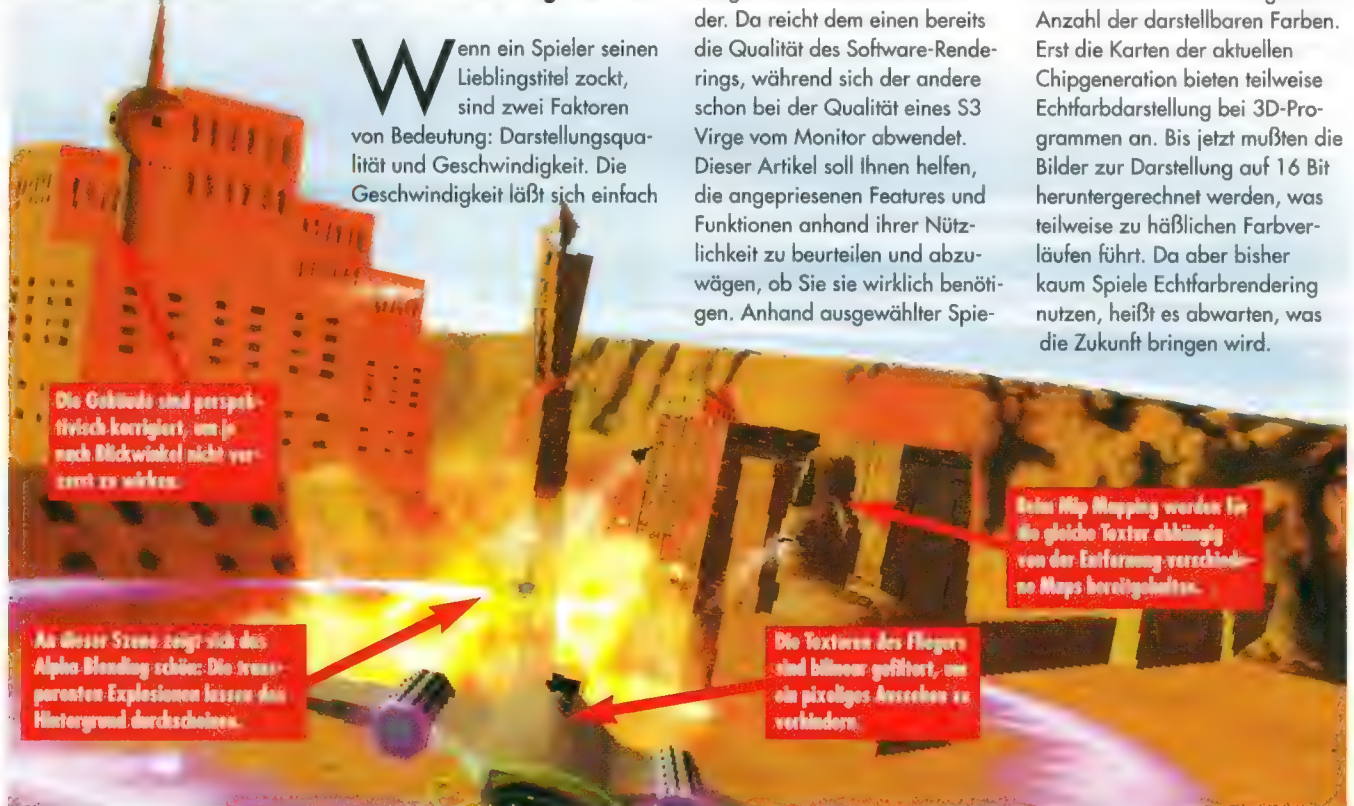 Wenn ein Spieler seinen
Lieblingstitel zockt,
sind zwei Faktoren
von Bedeutung: Darstellungsqua-
lität und Geschwindigkeit. Die
Geschwindigkeit läßt sich einfach
der. Da reicht dem einen bereits
die Qualität des Software-Rende-
rings, während sich der andere
schon bei der Qualität eines S3
Virge vom Monitor abwendet.
Dieser Artikel soll Ihnen helfen,
die angepriesenen Features und
Funktionen anhand ihrer Nütz-
lichkeit zu beurteilen und abzu-
wägen, ob Sie sie wirklich benöti-
gen. Anhand ausgewählter Spie-
Anzahl der darstellbaren Farben.
Erst die Karten der aktuellen
Chipgeneration bieten teilweise
Echtfarbdarstellung bei 3D-Pro-
grammen an. Bis jetzt mußten die
Bilder zur Darstellung auf 16 Bit
heruntergerechnet werden, was
teilweise zu häßlichen Farbver-
läufen führt. Da aber bisher
kaum Spiele Echtfarbrendering
nutzen, heißt es abwarten, was
die Zukunft bringen wird.
Die Gebäude sind perspek-
tivisch korrigiert, um je
nach Blickwinkel nicht ver-
zerrt zu wirken.
Beim Mip Mapping werden für
die gleiche Textur abhängig
von der Entfernung verschiede-
ne Maps bereitgehalten.
An dieser Szene zeigt sich das
Alpha Blending schön: Die trans-
parenten Explosionen lassen den
Hintergrund durchscheinen.
Die Texturen des Fliegers
sind bilinear gefiltert, um
ein pixeliges Aussehen zu
verhindern.